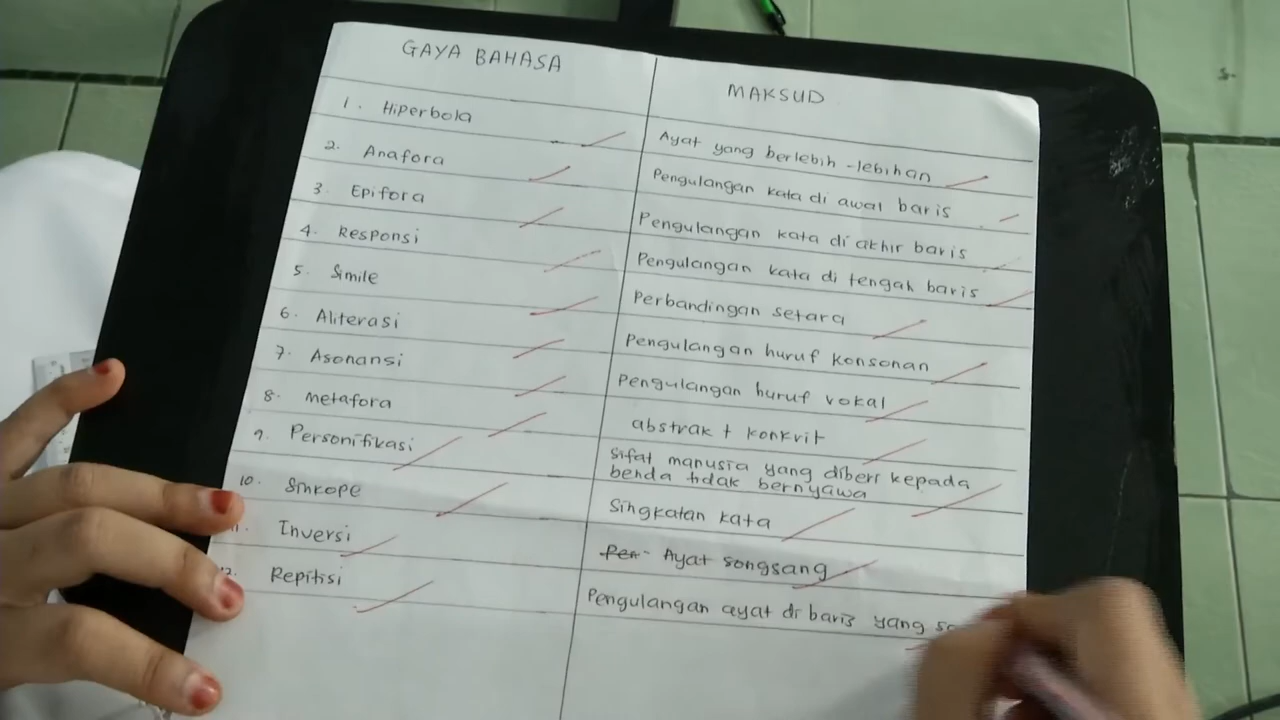 GAYA BAHASA MAKSUD
1. Hiperbola Ayat yang berlebih-lebihan
2. Anafora Pengulangan kata di awal baris
3. Epifora Pengulangan kata di akhir baris
4. Responsi Pengulangan kata di tengah baris
5. Simile Perbandingan setara
6. Aliterasi Pengulangan huruf konsonan
7. Asonansi Pengulangan huruf vokal
8. Metafora abstrak + konkrit
9. Personifikasi Sifat manusia yang diberi kepada
benda tidak bernyawa
10. Sinkope Singkatan kata
Inversi Ayat songsang
Repitisi Pengulangan ayat di baris yang